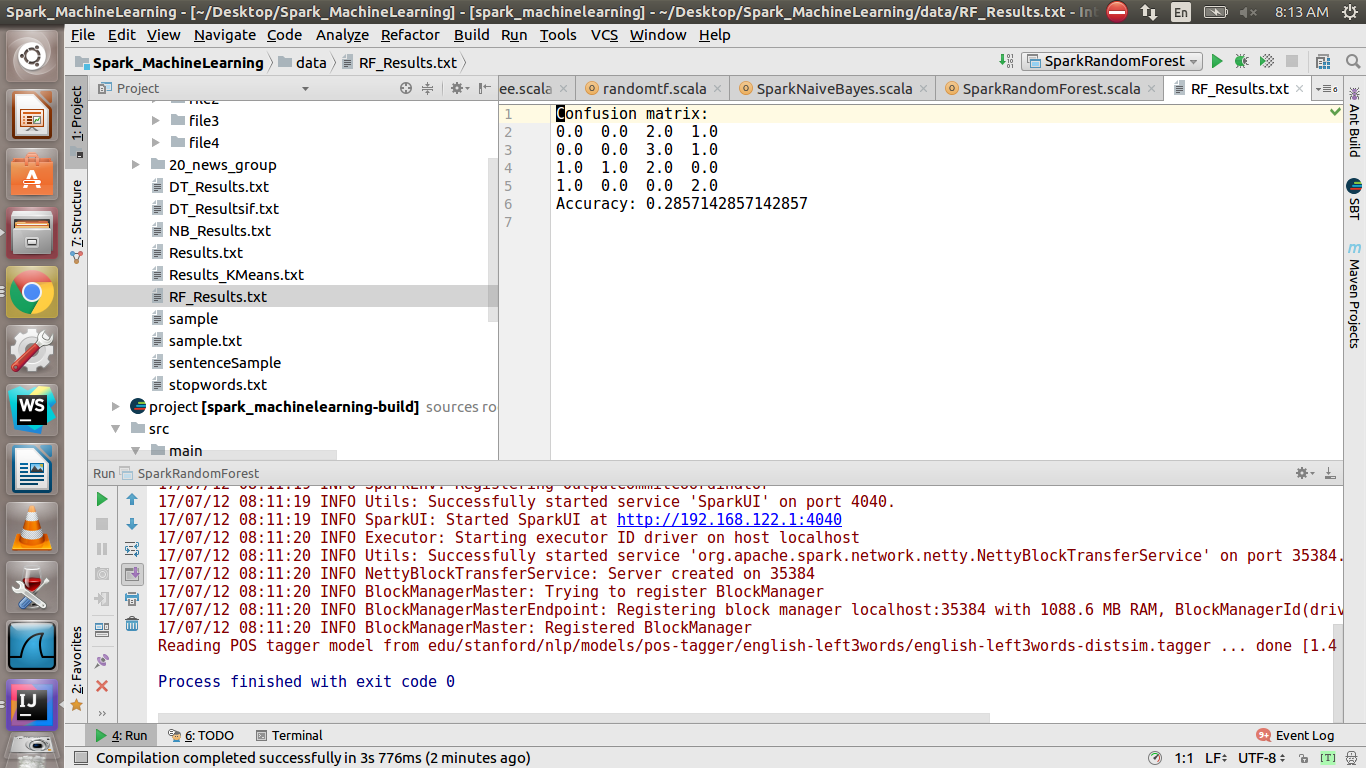 Spark_MachineLearning - [~/Desktop/Spark_MachineLearning] - [spark_machinelearning] - ~/Desktop/Spark_MachineLearning/data/RF_Results.txt - Int
En
8:13 AM
File Edit View Navigate Code Analyze Refactor Build Run Tools VCS Window Help
Spark_MachineLearning data RF_Results.txt
SparkRandomForest
1: Project
7: Structure
2: Favorites
Project
ee.scala randomtf.scala SparkNaiveBayes.scala SparkRandomForest.scala RF_Results.txt
file2
file3
file4
20_news_group
DT_Results.txt
DT_Resultsif.txt
NB_Results.txt
Results.txt
Results_KMeans.txt
RF_Results.txt
sample
sample.txt
sentenceSample
stopwords.txt
project [spark_machinelearning-build] sources ro
src
main
1 Confusion matrix:
2 0.0 0.0 2.0 1.0
3 0.0 0.0 3.0 1.0
4 1.0 1.0 2.0 0.0
5 1.0 0.0 0.0 2.0
6 Accuracy: 0.2857142857142857
7
Ant Build
SBT
Maven Projects
Run SparkRandomForest
17/07/12 08:11:19 INFO SparkEnv: Registering OutputCommitCoordinator
17/07/12 08:11:19 INFO Utils: Successfully started service 'SparkUI' on port 4040.
17/07/12 08:11:19 INFO SparkUI: Started SparkUI at http://192.168.122.1:4040
17/07/12 08:11:20 INFO Executor: Starting executor ID driver on host localhost
17/07/12 08:11:20 INFO Utils: Successfully started service 'org.apache.spark.network.netty.NettyBlockTransferService' on port 35384.
17/07/12 08:11:20 INFO NettyBlockTransferService: Server created on 35384
17/07/12 08:11:20 INFO BlockManagerMaster: Trying to register BlockManager
17/07/12 08:11:20 INFO BlockManagerMasterEndpoint: Registering block manager localhost:35384 with 1088.6 MB RAM, BlockManagerId(driv
17/07/12 08:11:20 INFO BlockManagerMaster: Registered BlockManager
Reading POS tagger model from edu/stanford/nlp/models/pos-tagger/english-left3words/english-left3words-distsim.tagger ... done [1.4
Process finished with exit code 0
4: Run 6: TODO Terminal
9+ Event Log
Compilation completed successfully in 3s 776ms (2 minutes ago)
1:1 LF UTF-8 [T]
WS
IJ